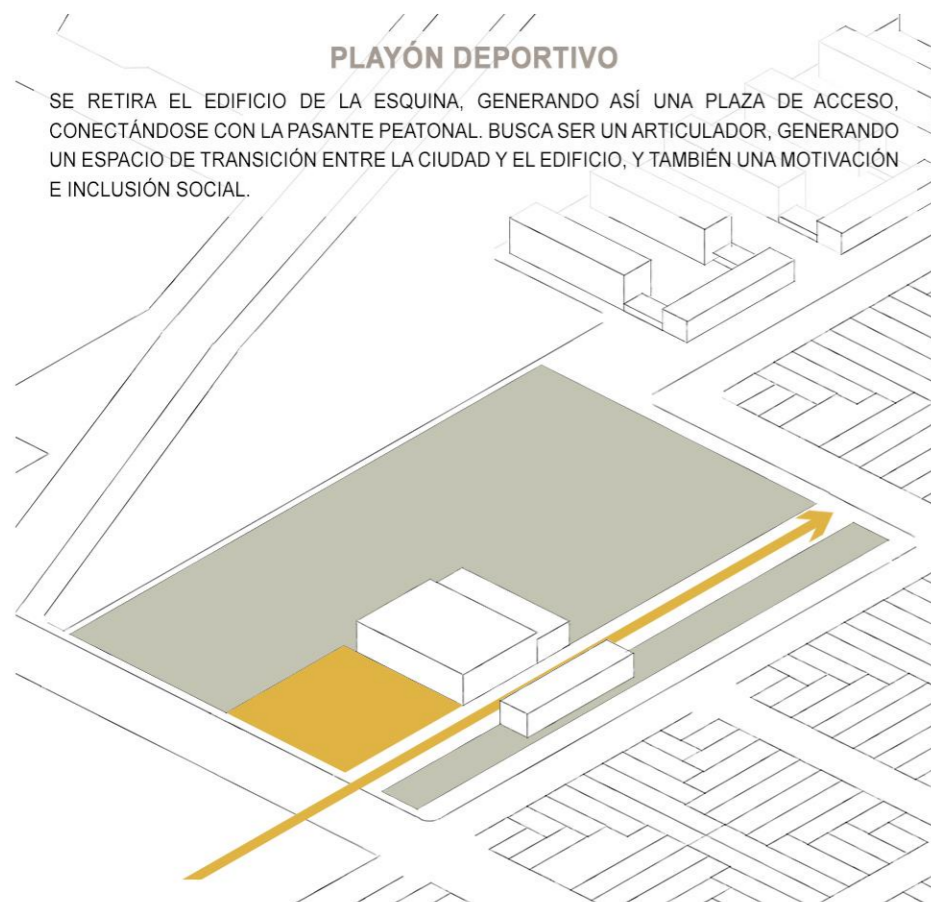 PLAYÓN DEPORTIVO
SE RETIRA EL EDIFICIO DE LA ESQUINA, GENERANDO ASÍ UNA PLAZA DE ACCESO,
CONECTÁNDOSE CON LA PASANTE PEATONAL. BUSCA SER UN ARTICULADOR, GENERANDO
UN ESPACIO DE TRANSICIÓN ENTRE LA CIUDAD Y EL EDIFICIO, Y TAMBIÉN UNA MOTIVACIÓN
E INCLUSIÓN SOCIAL.